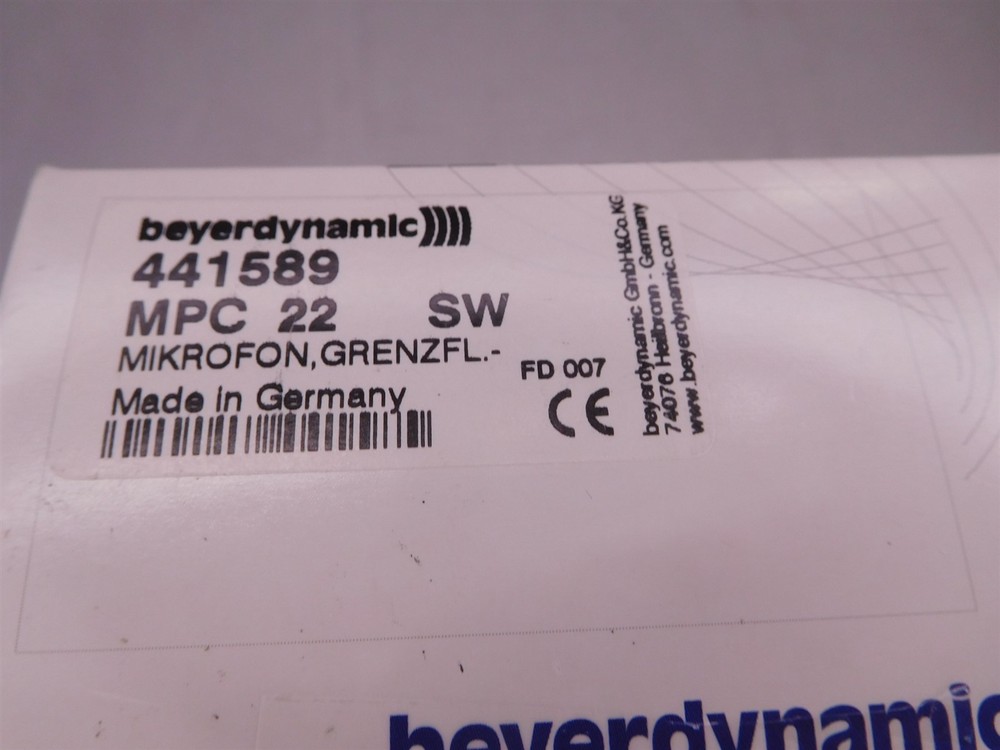 beyerdynamic
441589
MPC 22 SW
MIKROFON,GRENZFL.-
FD 007
Made in Germany
CE
beyerdynamic GmbH&Co.KG
74076 Heilbronn - Germany
www.beyerdynamic.com
beyerdynamic